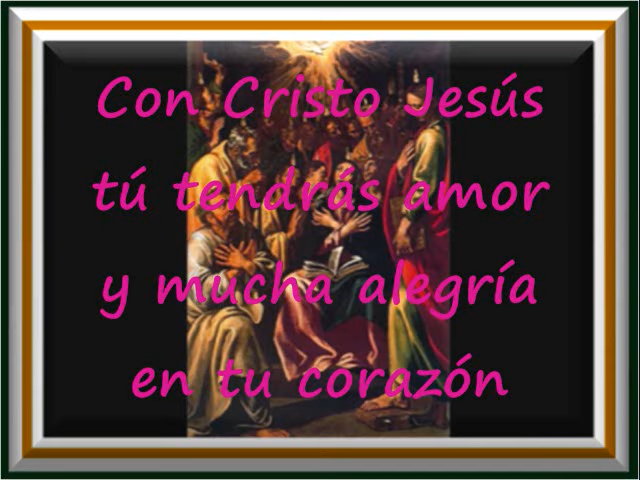 Con Cristo Jesús
tú tendrás amor
y mucha alegría
en tu corazón